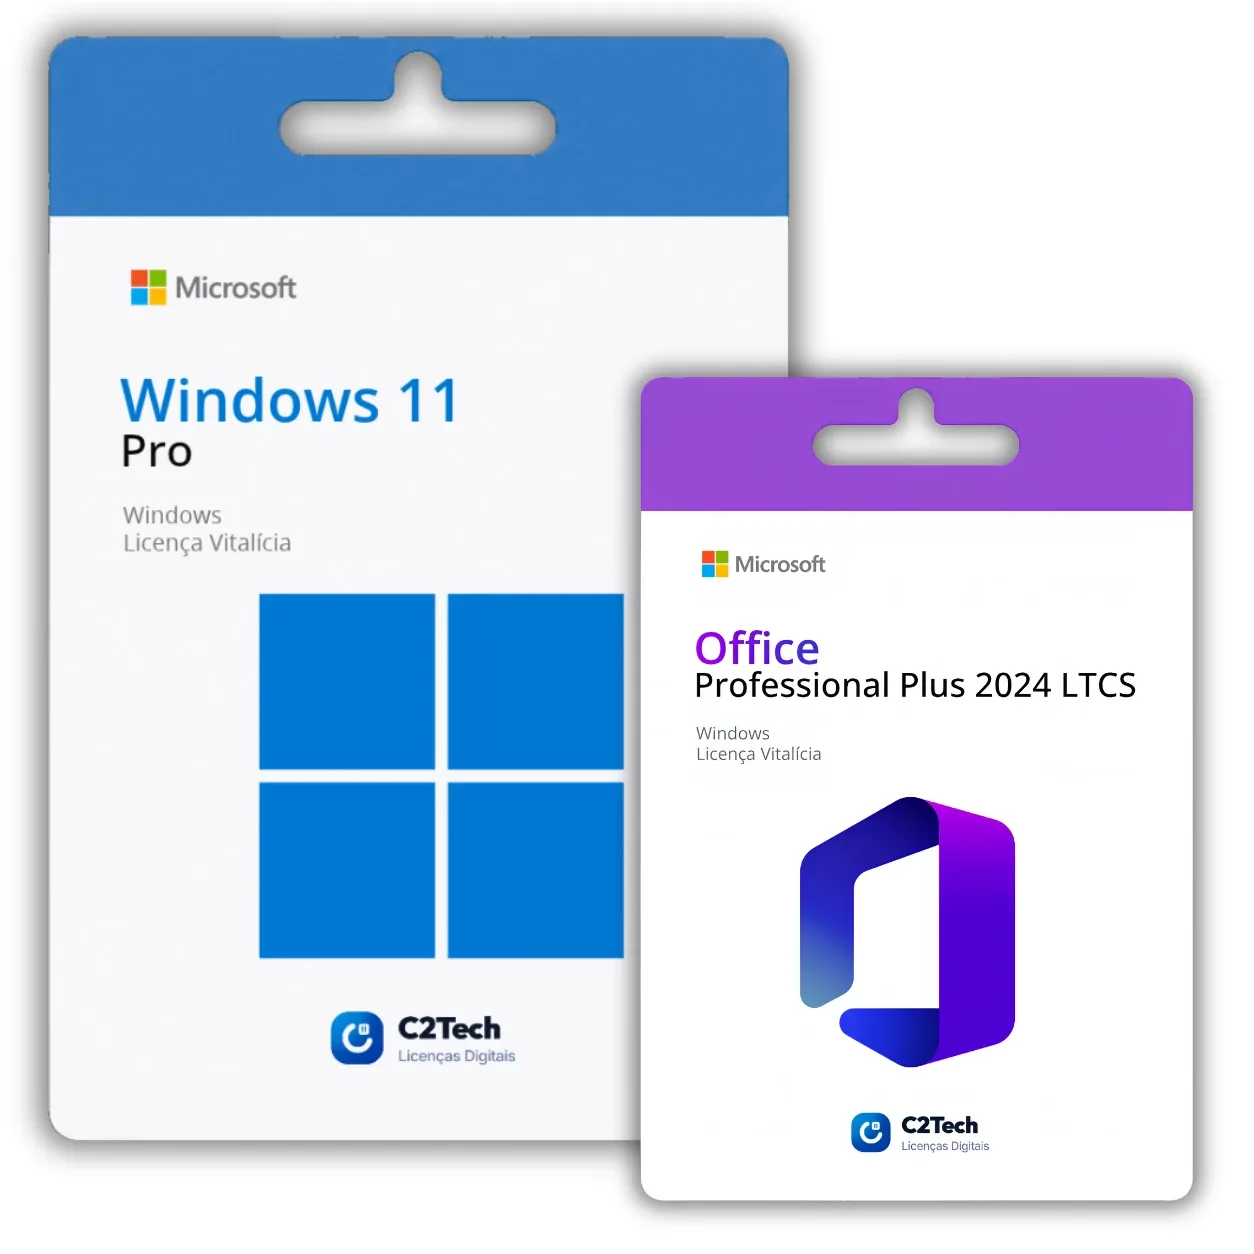 Microsoft
Windows 11
Pro
Windows
Licença Vitalícia
C2Tech
Licenças Digitais
Microsoft
Office
Professional Plus 2024 LTCS
Windows
Licença Vitalícia
C2Tech
Licenças Digitais